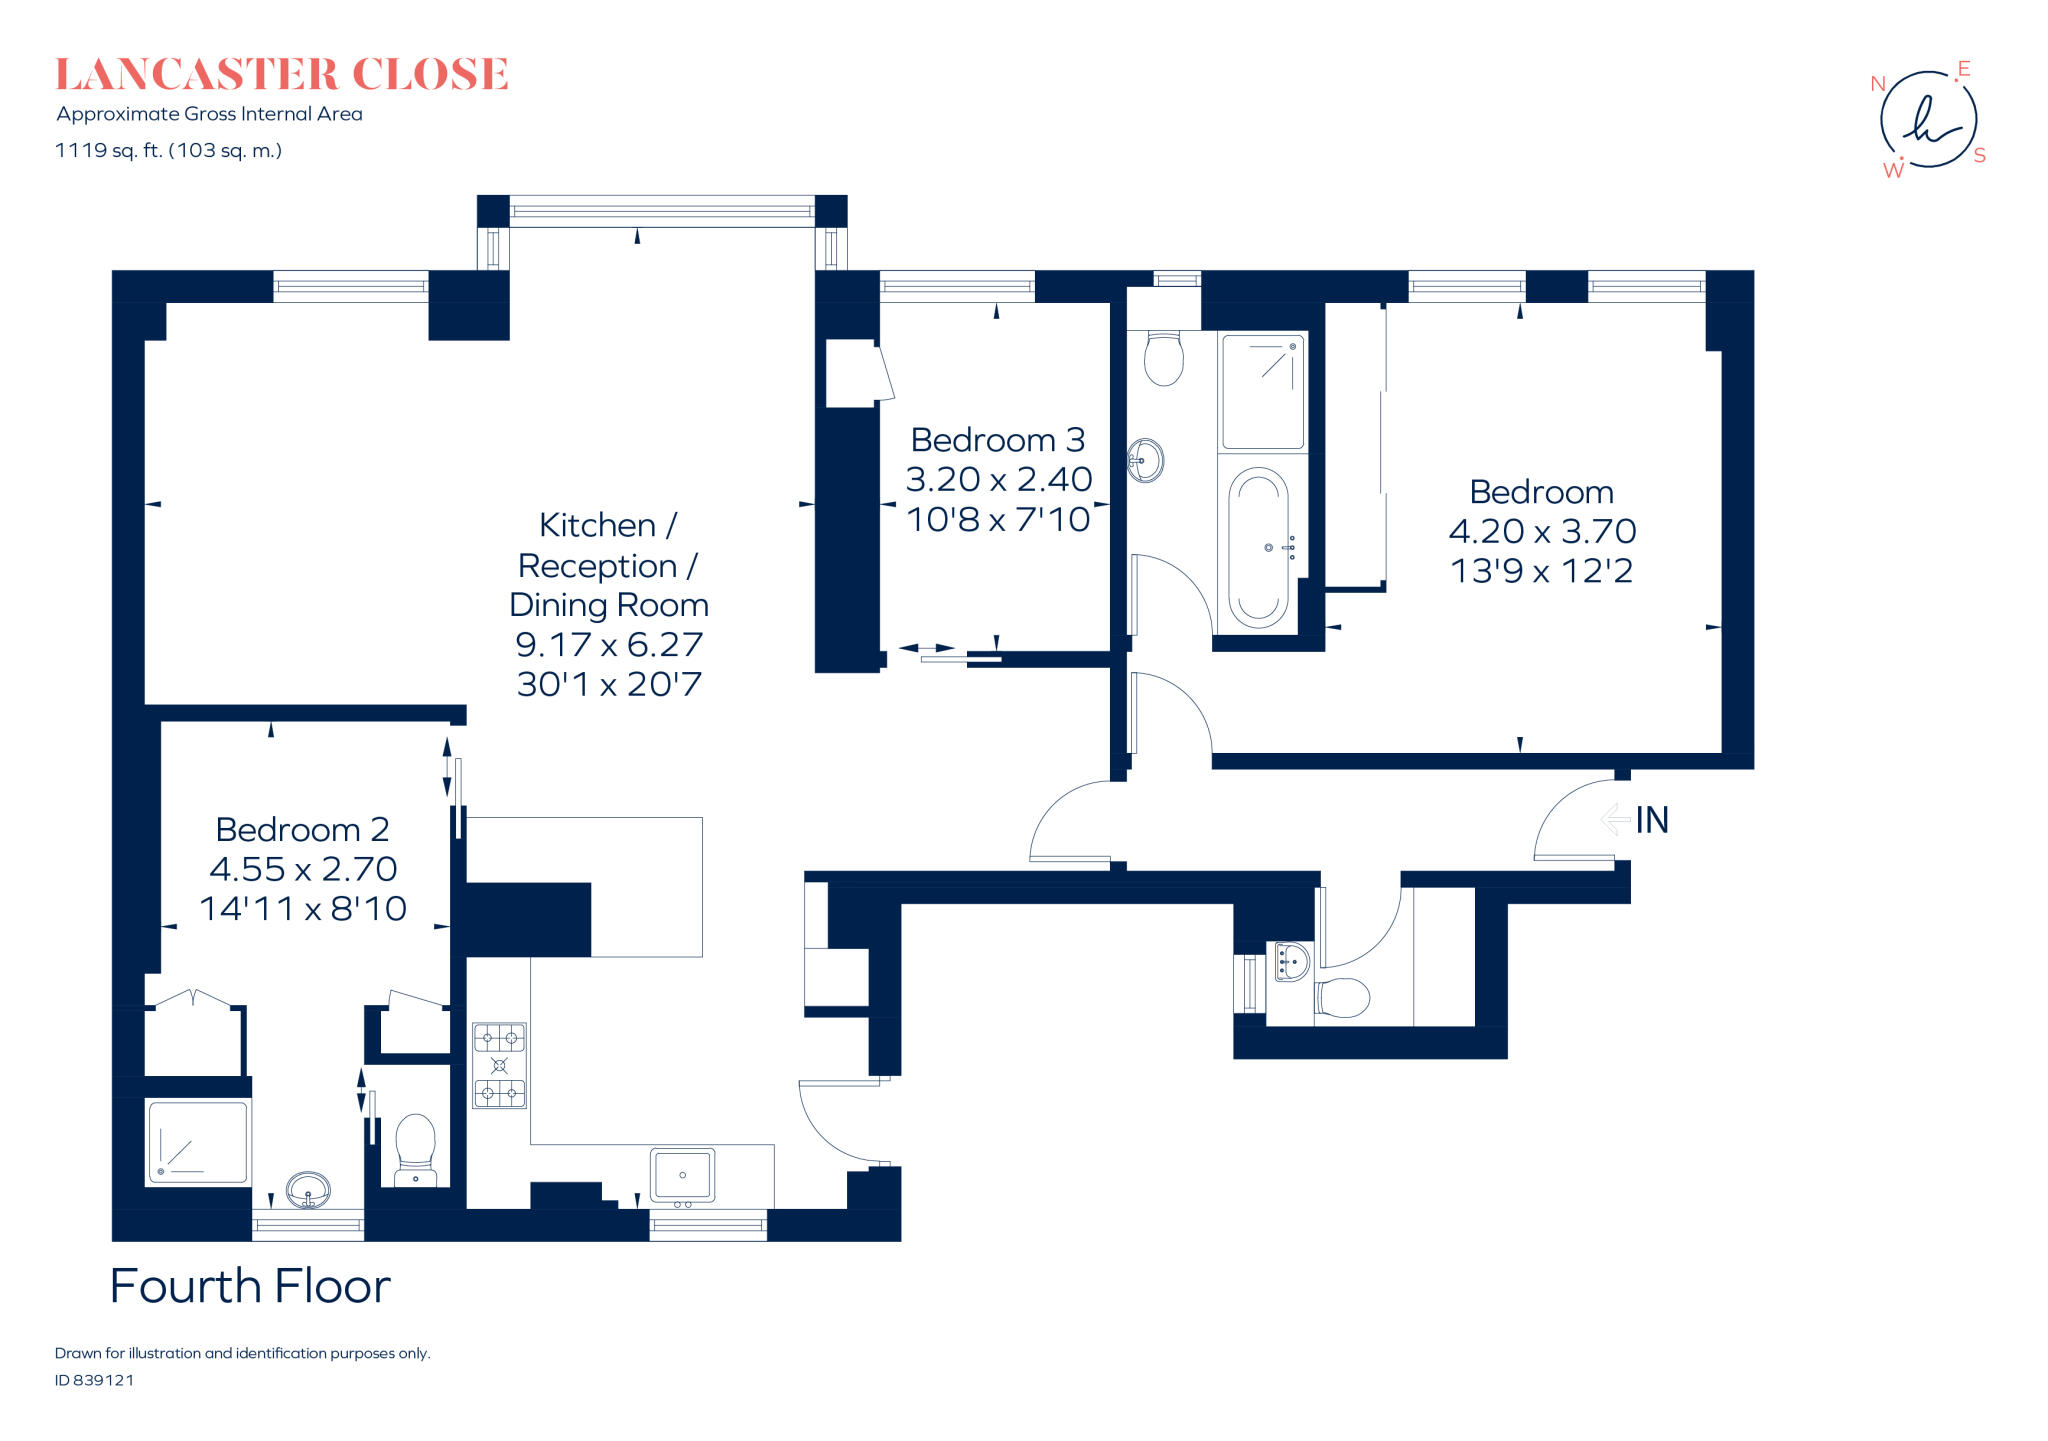 LANCASTER CLOSE
Approximate Gross Internal Area
1119 sq. ft. (103 sq. m.)
N
E
S
W
Bedroom 3
3.20 x 2.40
10'8 x 7'10
Bedroom
4.20 x 3.70
13'9 x 12'2
Kitchen /
Reception /
Dining Room
9.17 x 6.27
30'1 x 20'7
Bedroom 2
4.55 x 2.70
14'11 x 8'10
IN
Fourth Floor
Drawn for illustration and identification purposes only.
ID 839121